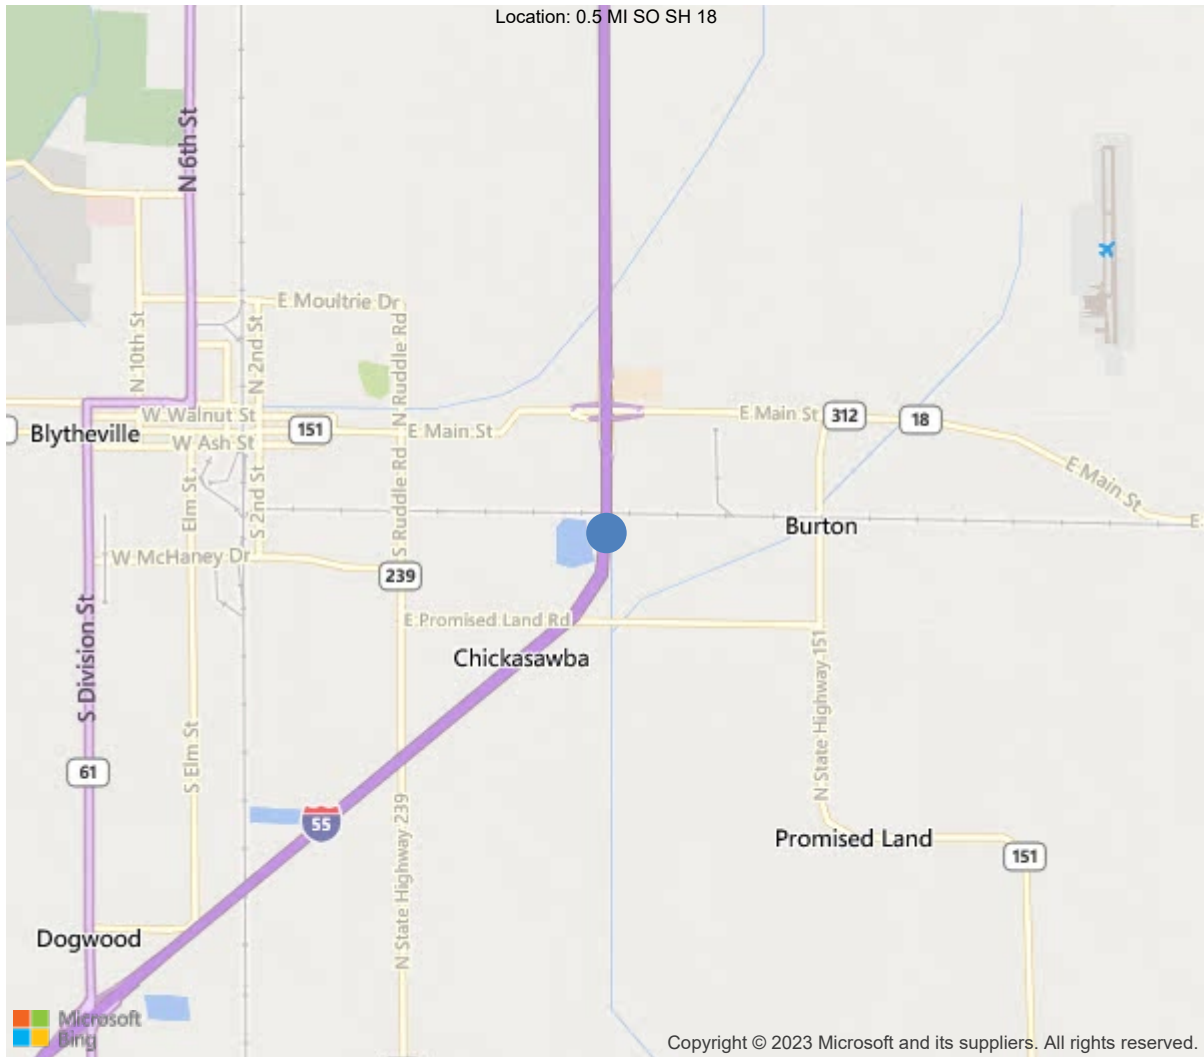 Location: 0.5 MI SO SH 18
N 6th St
E Moultrie Dr
N 10th St
N 2nd St
N Ruddle Rd
W Walnut St
E Main St
312
18
Blytheville
151
E Main St
W Ash St
E Main St
Elm St
S 2nd St
S Ruddle Rd
E
Burton
W McHaney Dr
239
S Division St
E Promised Land Rd
Chickasawba
N State Highway 151
S Elm St
61
55
N State Highway 239
Promised Land
151
Dogwood
Microsoft
Bing
Copyright © 2023 Microsoft and its suppliers. All rights reserved.